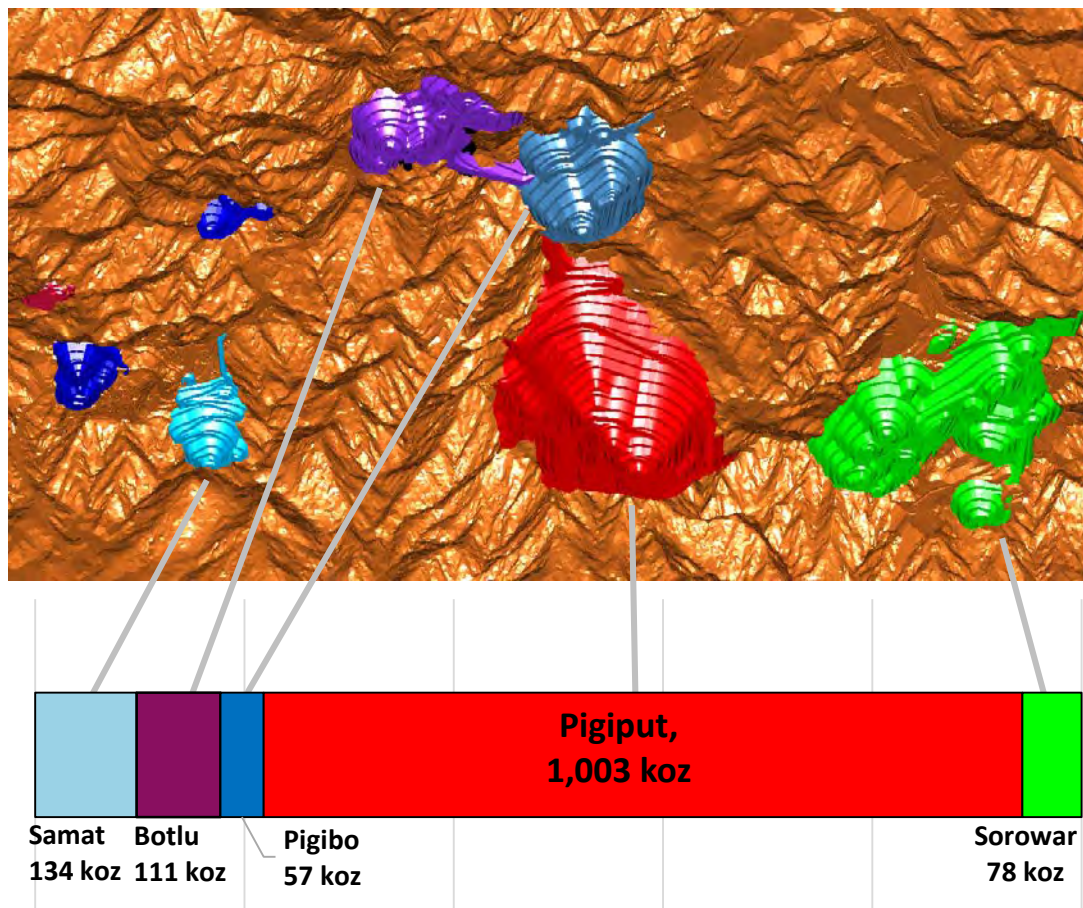 Pigiput,
1,003 koz
Samat
134 koz
Botlu
111 koz
Pigibo
57 koz
Sorowar
78 koz